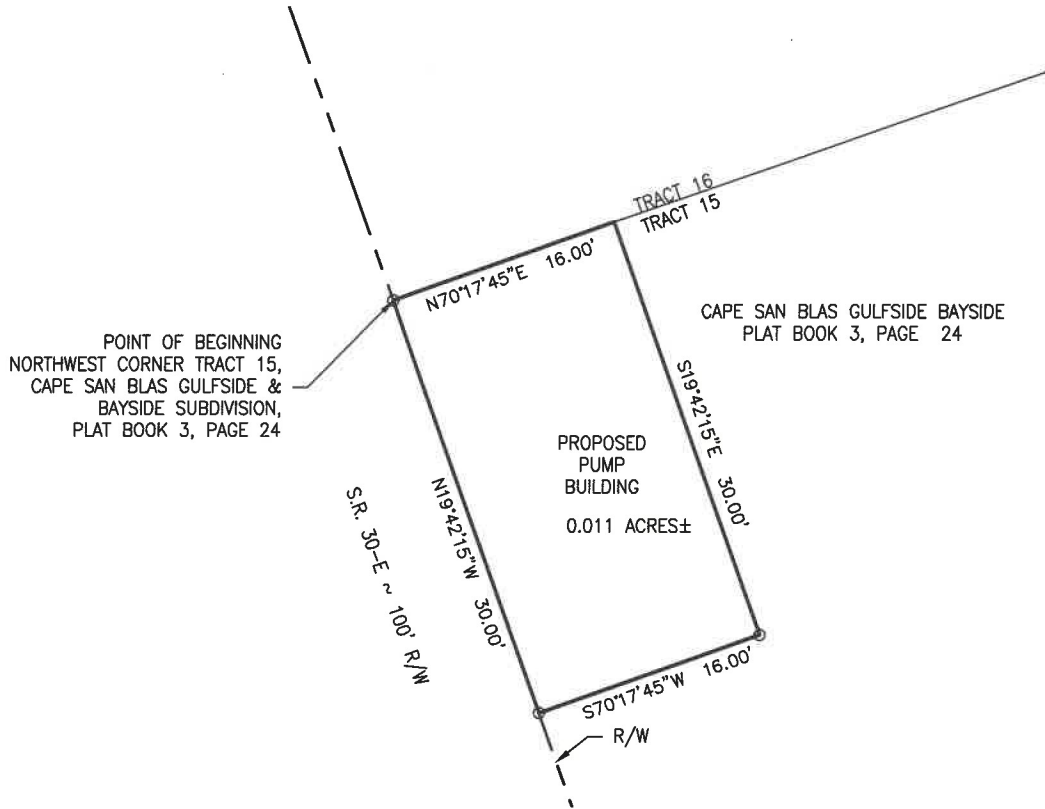 TRACT 16
TRACT 15
N70°17'45"E 16.00'
CAPE SAN BLAS GULFSIDE BAYSIDE
PLAT BOOK 3, PAGE 24
POINT OF BEGINNING
NORTHWEST CORNER TRACT 15,
CAPE SAN BLAS GULFSIDE &
BAYSIDE SUBDIVISION,
PLAT BOOK 3, PAGE 24
S19°42'15"E 30.00'
PROPOSED
PUMP
BUILDING
0.011 ACRES±
N19°42'15"W 30.00'
S.R. 30-E ~ 100' R/W
S70°17'45"W 16.00'
R/W